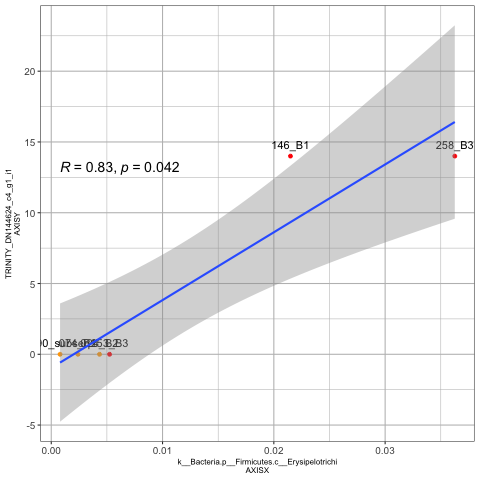 20
15
10
5
0
-5
TRINITY_DN144624_c4_g1_i1
AXISY
R = 0.83, p = 0.042
146_B1
258_B3
0.00
0.01
0.02
0.03
k__Bacteria.p__Firmicutes.c__Erysipelotrichi
AXISX